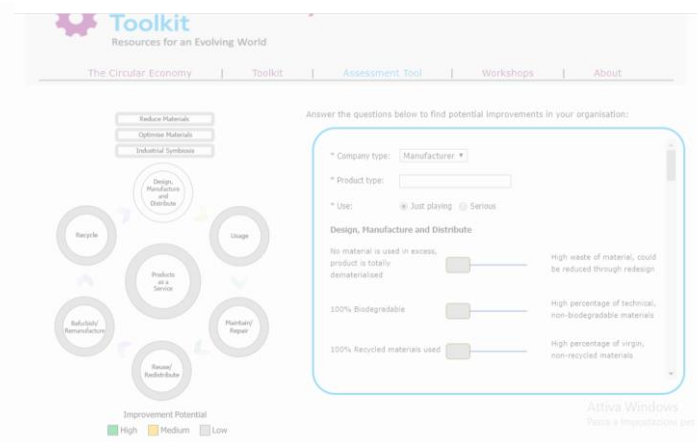 Toolkit
Resources for an Evolving World
The Circular Economy | Toolkit | Assessment Tool | Workshops | About
Reduce Materials
Optimise Materials
Industrial Symbiosis
Design,
Manufacture
and
Distribute
Recycle
Usage
Products
as a
Service
Refurbish/
Remanufacture
Maintain/
Repair
Reuse/
Redistribute
Improvement Potential
High Medium Low
Answer the questions below to find potential improvements in your organisation:
* Company type: Manufacturer
* Product type:
* Use: Just playing Serious
Design, Manufacture and Distribute
No material is used in excess,
product is totally
dematerialised
High waste of material, could
be reduced through redesign
100% Biodegradable
High percentage of technical,
non-biodegradable materials
100% Recycled materials used
High percentage of virgin,
non-recycled materials
Attiva Windows
Passa a Impostazioni per